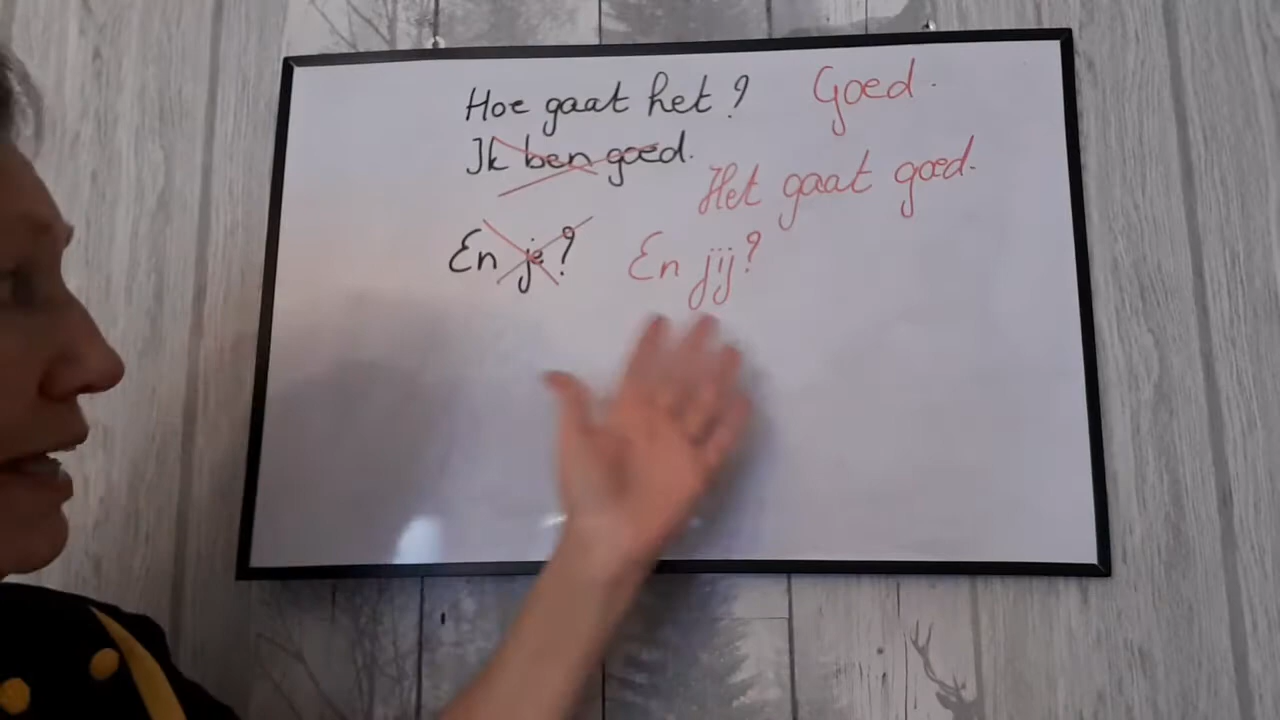 Hoe gaat het? Goed.
Ik ben goed.
Het gaat goed.
En je? En jij?